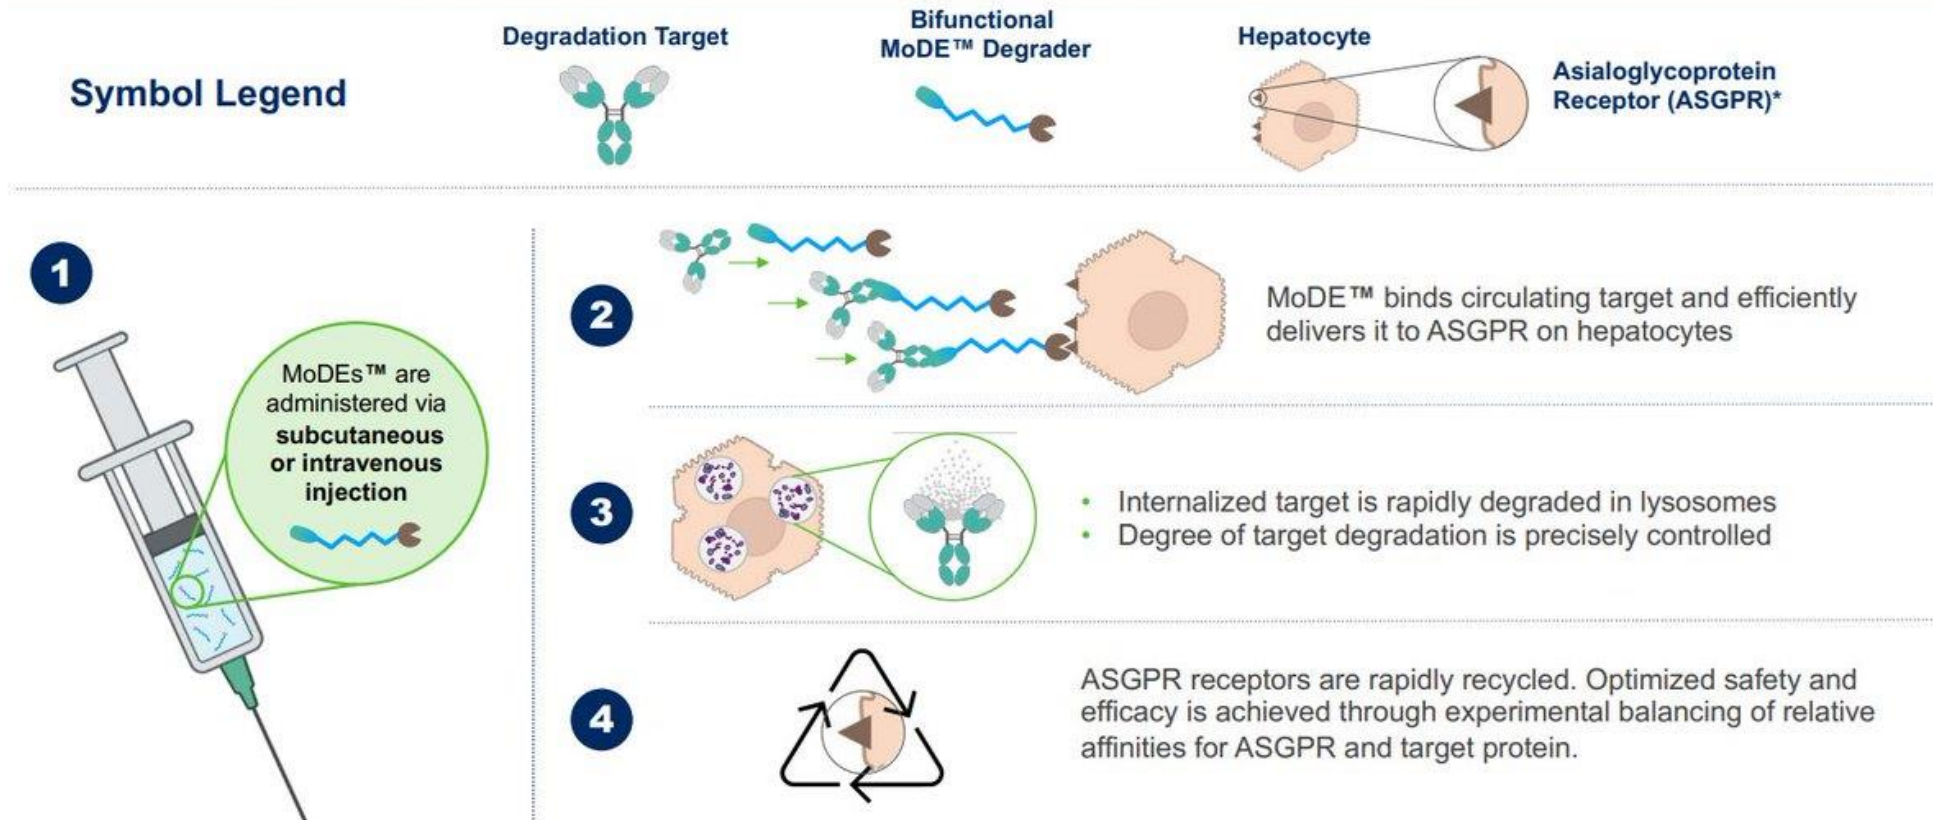 Symbol Legend
Degradation Target
Bifunctional
MoDE™ Degrader
Hepatocyte
Asialoglycoprotein
Receptor (ASGPR)*
1
MoDEs™ are
administered via
subcutaneous
or intravenous
injection
2
MoDE™ binds circulating target and efficiently
delivers it to ASGPR on hepatocytes
3
• Internalized target is rapidly degraded in lysosomes
• Degree of target degradation is precisely controlled
4
ASGPR receptors are rapidly recycled. Optimized safety and
efficacy is achieved through experimental balancing of relative
affinities for ASGPR and target protein.